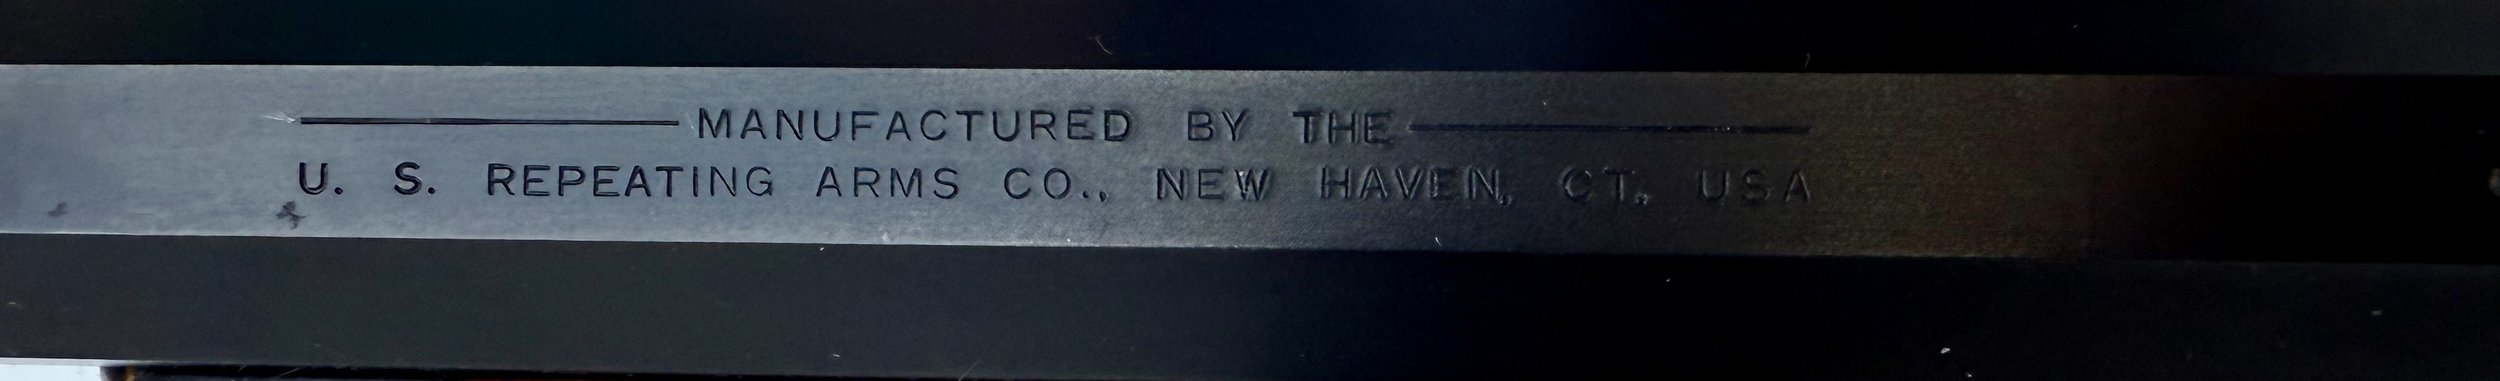 MANUFACTURED BY THE
U. S. REPEATING ARMS CO., NEW HAVEN, CT. USA